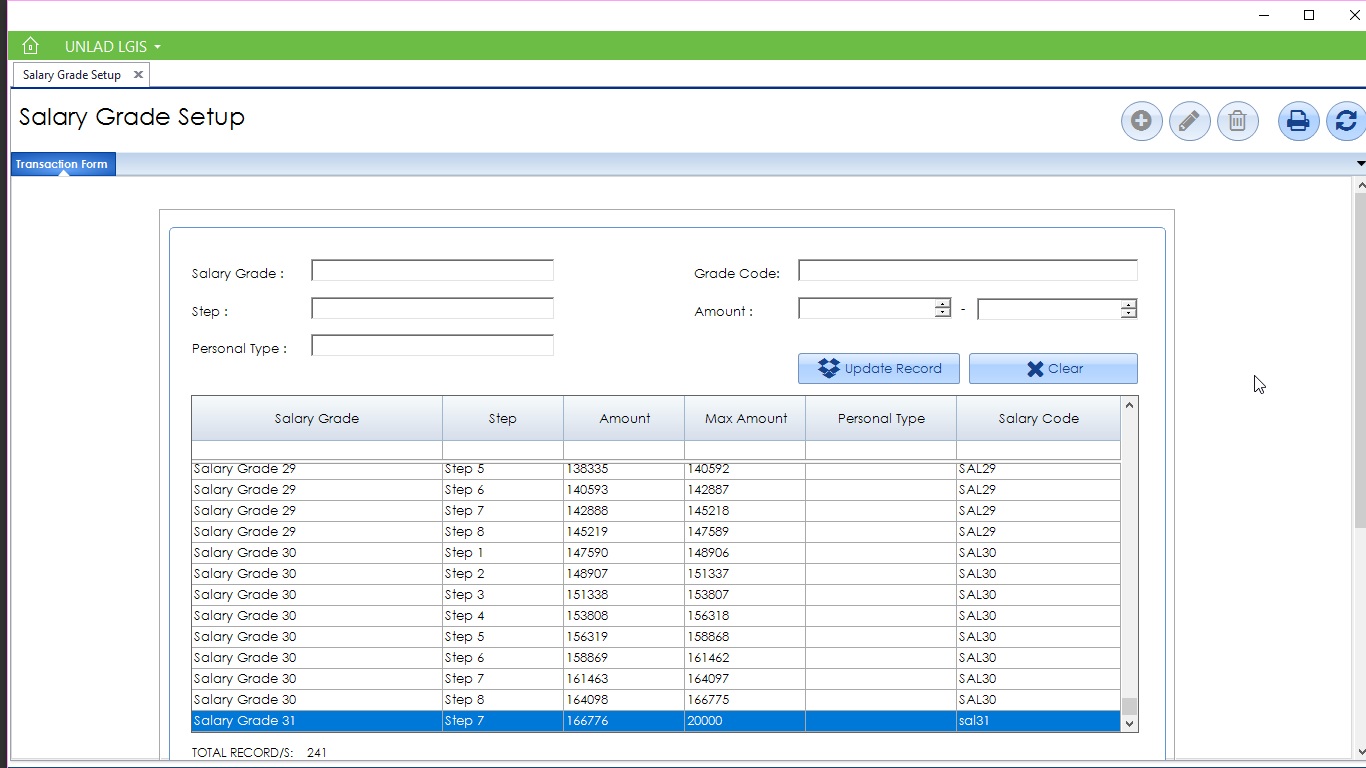 UNLAD LGIS
Salary Grade Setup
Salary Grade Setup
Transaction Form
Salary Grade : Grade Code:
Step : Amount : -
Personal Type :
Update Record Clear
Salary Grade Step Amount Max Amount Personal Type Salary Code
Salary Grade 29 Step 5 138335 140592 SAL29
Salary Grade 29 Step 6 140593 142887 SAL29
Salary Grade 29 Step 7 142888 145218 SAL29
Salary Grade 29 Step 8 145219 147589 SAL29
Salary Grade 30 Step 1 147590 148906 SAL30
Salary Grade 30 Step 2 148907 151337 SAL30
Salary Grade 30 Step 3 151338 153807 SAL30
Salary Grade 30 Step 4 153808 156318 SAL30
Salary Grade 30 Step 5 156319 158868 SAL30
Salary Grade 30 Step 6 158869 161462 SAL30
Salary Grade 30 Step 7 161463 164097 SAL30
Salary Grade 30 Step 8 164098 166775 SAL30
Salary Grade 31 Step 7 166776 20000 sal31
TOTAL RECORD/S: 241